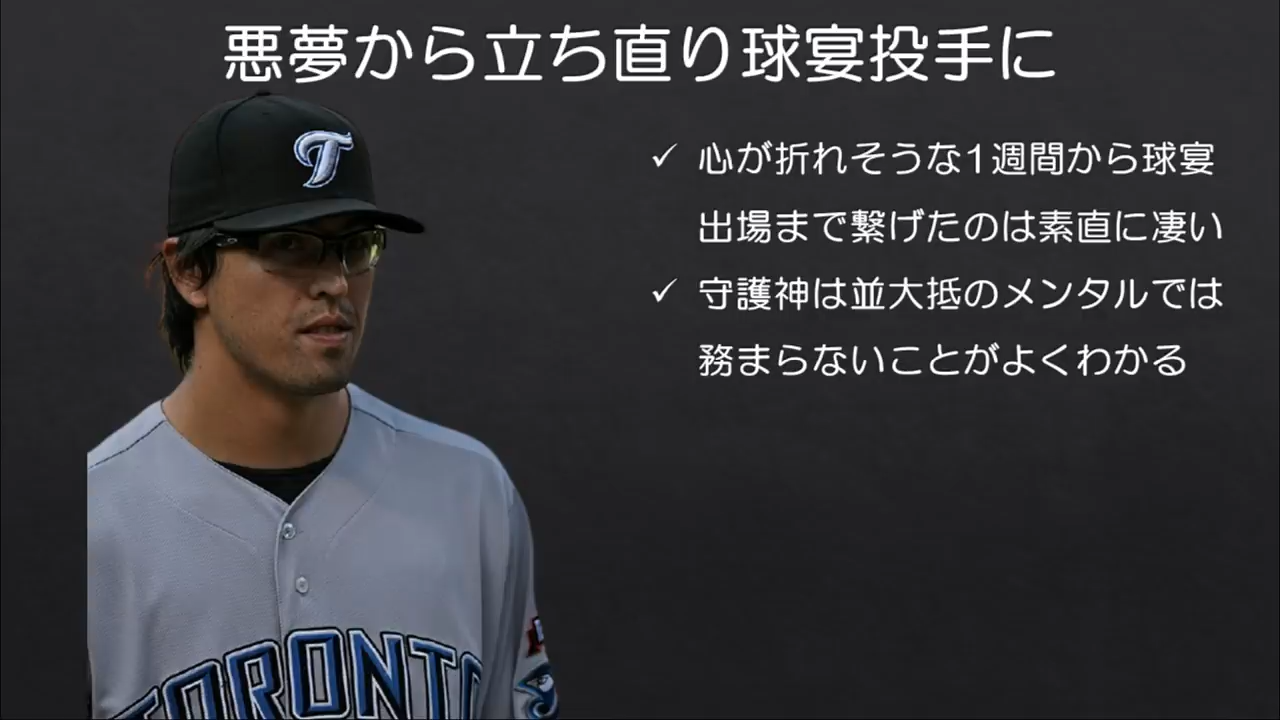 悪夢から立ち直り球宴投手に
✓ 心が折れそうな1週間から球宴
出場まで繋げたのは素直に凄い
✓ 守護神は並大抵のメンタルでは
務まらないことがよくわかる
T
TORONTO